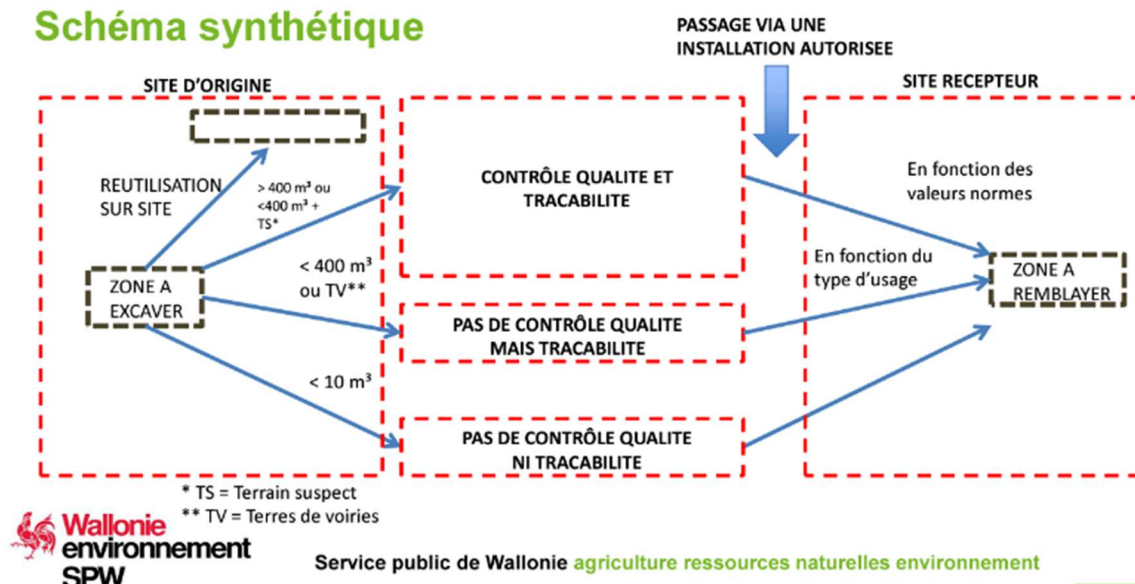 Schéma synthétique
PASSAGE VIA UNE
INSTALLATION AUTORISEE
SITE D'ORIGINE
SITE RECEPTEUR
REUTILISATION
SUR SITE
> 400 m³ ou
<400 m³ +
TS*
CONTRÔLE QUALITE ET
TRACABILITE
En fonction des
valeurs normes
ZONE A
EXCAVER
< 400 m³
ou TV**
En fonction du
type d'usage
ZONE A
REMBLAYER
PAS DE CONTRÔLE QUALITE
MAIS TRACABILITE
< 10 m³
PAS DE CONTRÔLE QUALITE
NI TRACABILITE
* TS = Terrain suspect
** TV = Terres de voiries
Wallonie
environnement
SPW
Service public de Wallonie agriculture ressources naturelles environnement